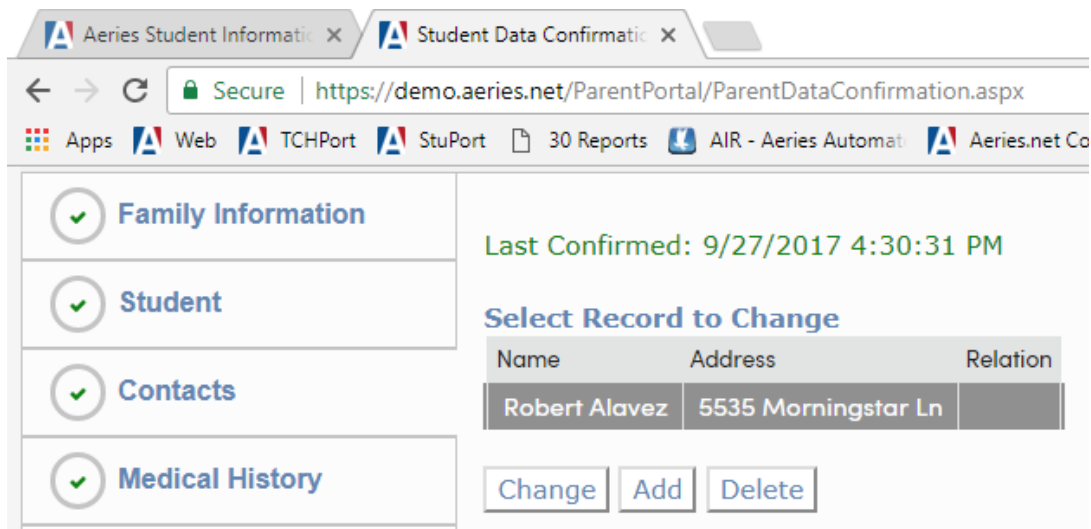 Aeries Student Informatic
Student Data Confirmatic
Secure | https://demo.aeries.net/ParentPortal/ParentDataConfirmation.aspx
Apps Web TCHPort StuPort 30 Reports AIR - Aeries Automat Aeries.net Co
Family Information
Student
Contacts
Medical History
Last Confirmed: 9/27/2017 4:30:31 PM
Select Record to Change
Name Address Relation
Robert Alavez 5535 Morningstar Ln
Change Add Delete